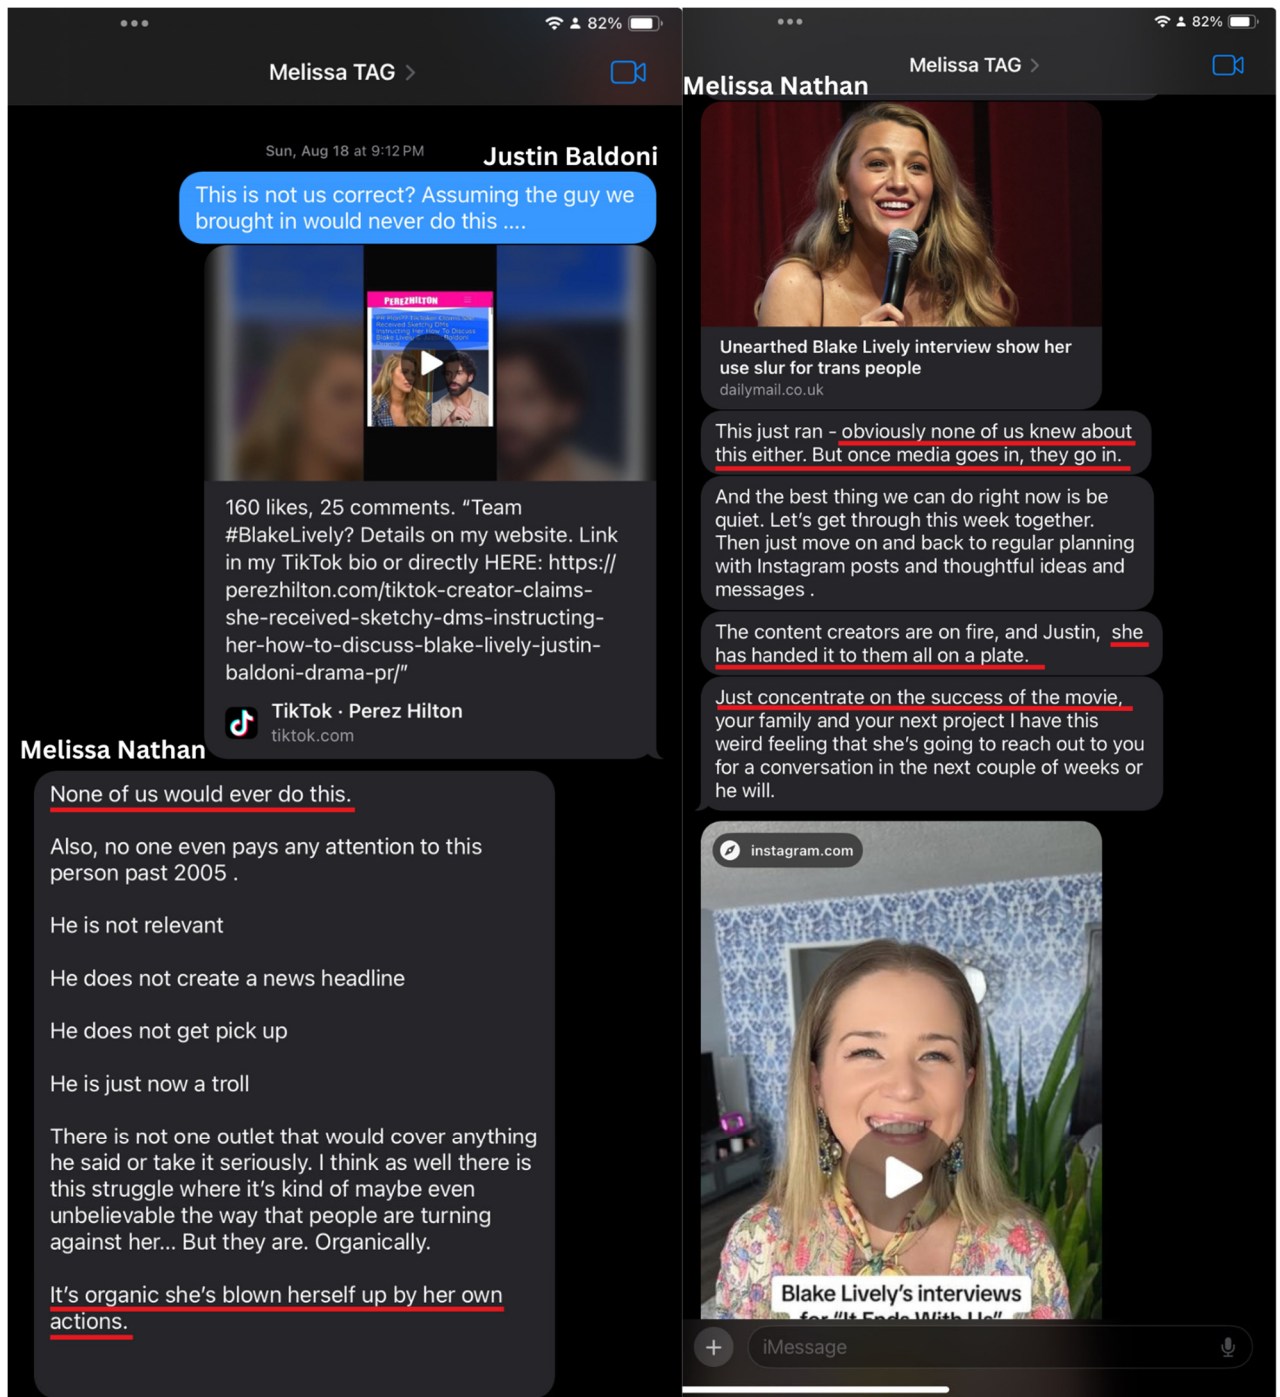 82%
Melissa TAG >
Sun, Aug 18 at 9:12 PM
Justin Baldoni
This is not us correct? Assuming the guy we
brought in would never do this ....
PEREZHILTON
Received Sketchy DMs
Instructing Her How To Discuss
160 likes, 25 comments. “Team
#BlakeLively? Details on my website. Link
in my TikTok bio or directly HERE: https://
perezhilton.com/tiktok-creator-claims-
she-received-sketchy-dms-instructing-
her-how-to-discuss-blake-lively-justin-
baldoni-drama-pr/”
TikTok · Perez Hilton
tiktok.com
Melissa Nathan
None of us would ever do this.
Also, no one even pays any attention to this
person past 2005 .
He is not relevant
He does not create a news headline
He does not get pick up
He is just now a troll
There is not one outlet that would cover anything
he said or take it seriously. I think as well there is
this struggle where it’s kind of maybe even
unbelievable the way that people are turning
against her... But they are. Organically.
It’s organic she’s blown herself up by her own
actions.
82%
Melissa TAG >
Melissa Nathan
Unearthed Blake Lively interview show her
use slur for trans people
dailymail.co.uk
This just ran - obviously none of us knew about
this either. But once media goes in, they go in.
And the best thing we can do right now is be
quiet. Let’s get through this week together.
Then just move on and back to regular planning
with Instagram posts and thoughtful ideas and
messages .
The content creators are on fire, and Justin, she
has handed it to them all on a plate.
Just concentrate on the success of the movie,
your family and your next project I have this
weird feeling that she’s going to reach out to you
for a conversation in the next couple of weeks or
he will.
instagram.com
Blake Lively’s interviews
for “It Ends With Us”
iMessage